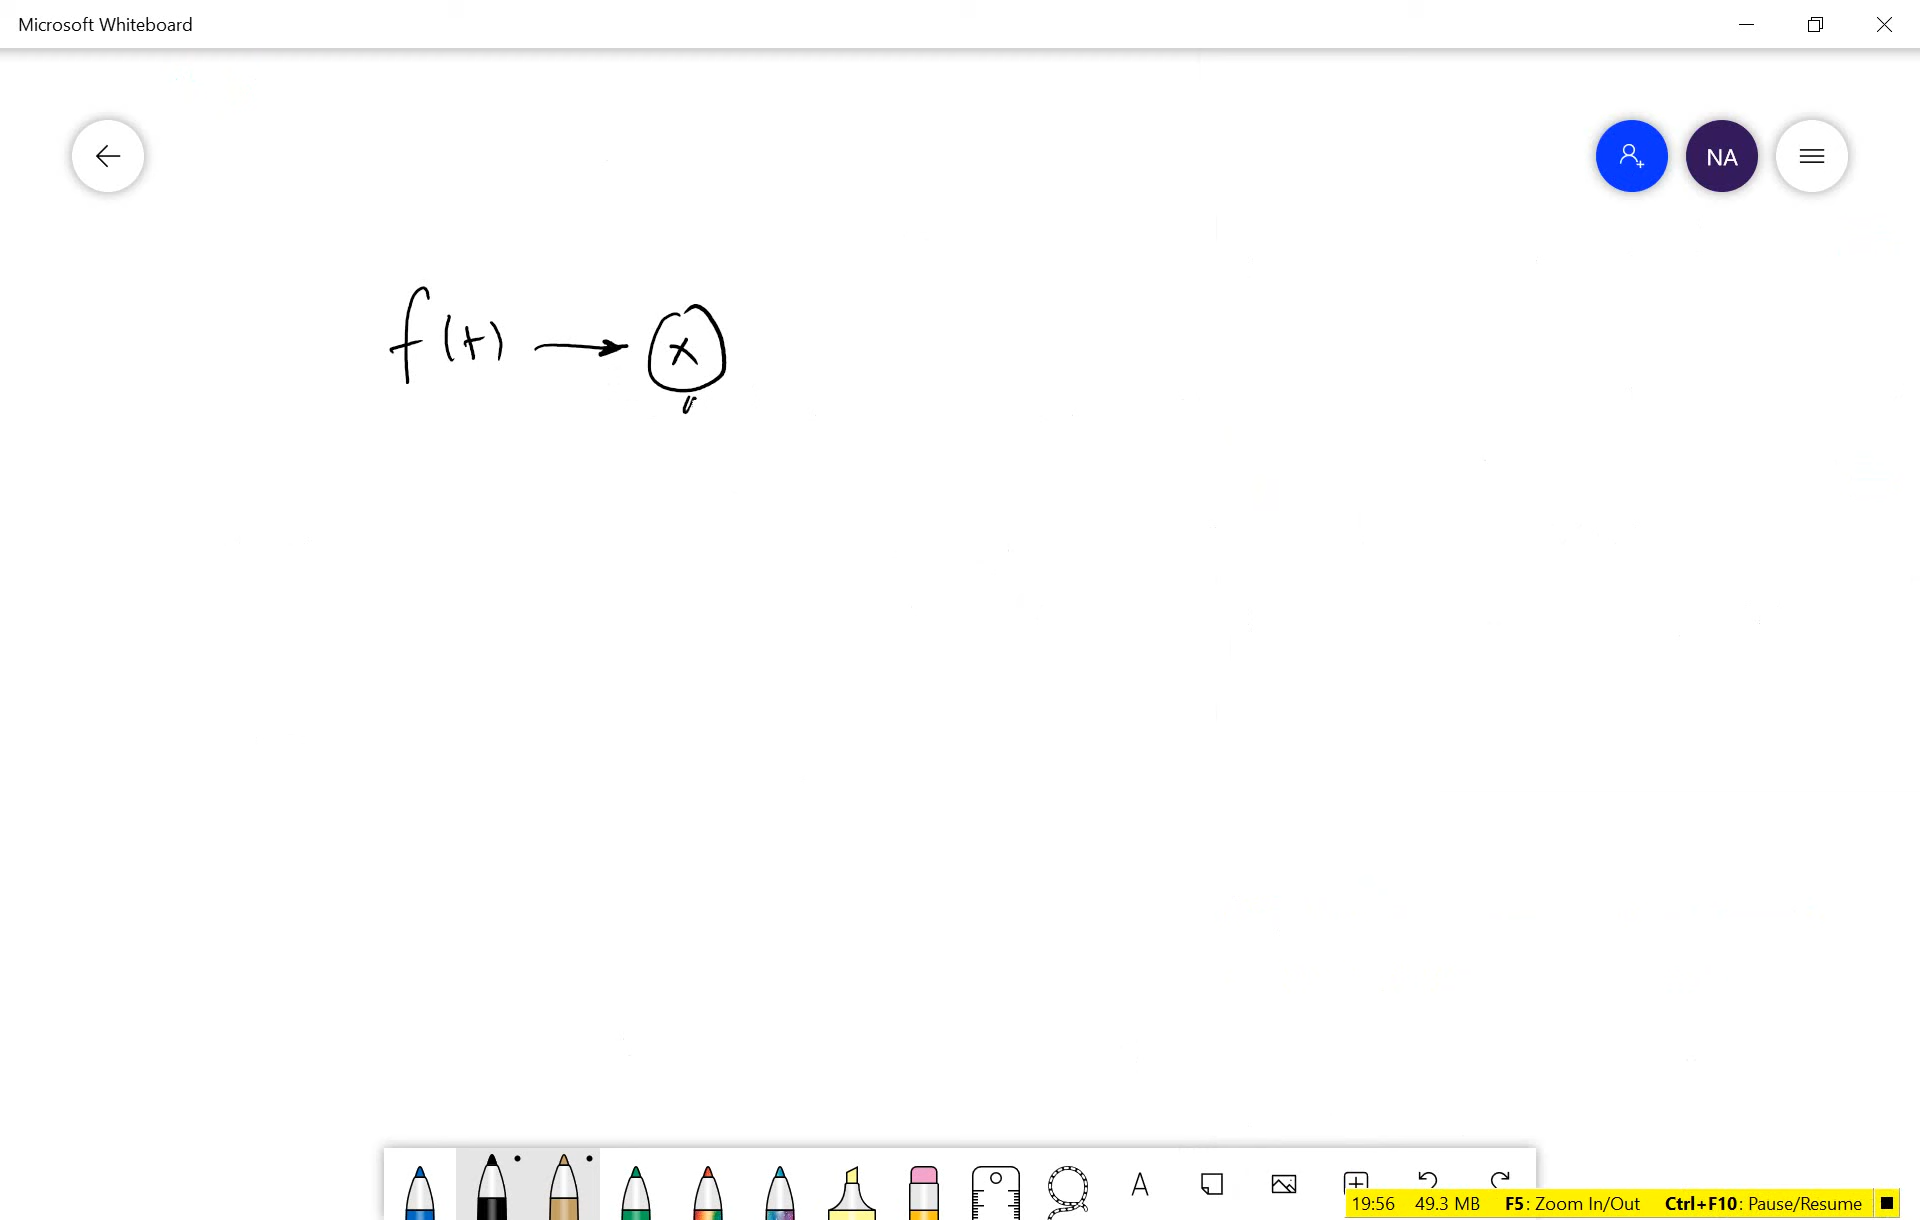 Microsoft Whiteboard
NA
f(t) → x
A
19:56 49.3 MB F5: Zoom In/Out Ctrl+F10: Pause/Resume